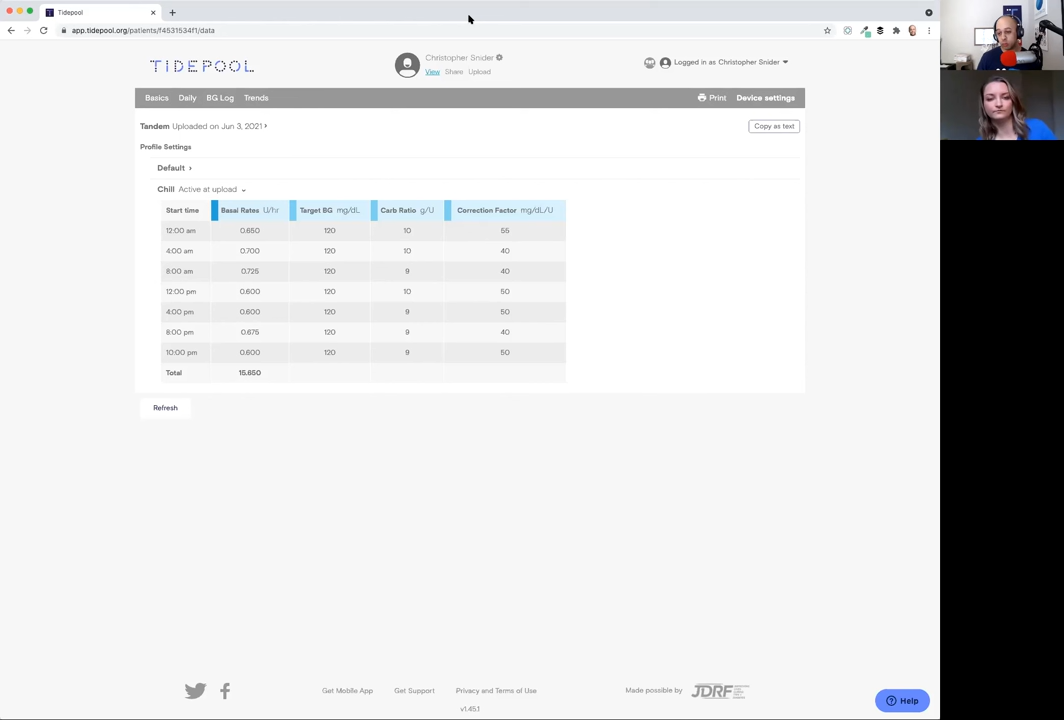 Tidepool
app.tidepool.org/patients/f4531534f1/data
TIDEPOOL
Christopher Snider
View Share Upload
Logged in as Christopher Snider
Basics Daily BG Log Trends Print Device settings
Tandem Uploaded on Jun 3, 2021
Copy as text
Profile Settings
Default
Chill Active at upload
Start time Basal Rates U/hr Target BG mg/dL Carb Ratio g/U Correction Factor mg/dL/U
12:00 am 0.650 120 10 55
4:00 am 0.700 120 10 40
8:00 am 0.725 120 9 40
12:00 pm 0.600 120 10 50
4:00 pm 0.600 120 9 50
8:00 pm 0.675 120 9 40
10:00 pm 0.600 120 9 50
Total 15.650
Refresh
Get Mobile App Get Support Privacy and Terms of Use Made possible by JDRF
v1.45.1
Help